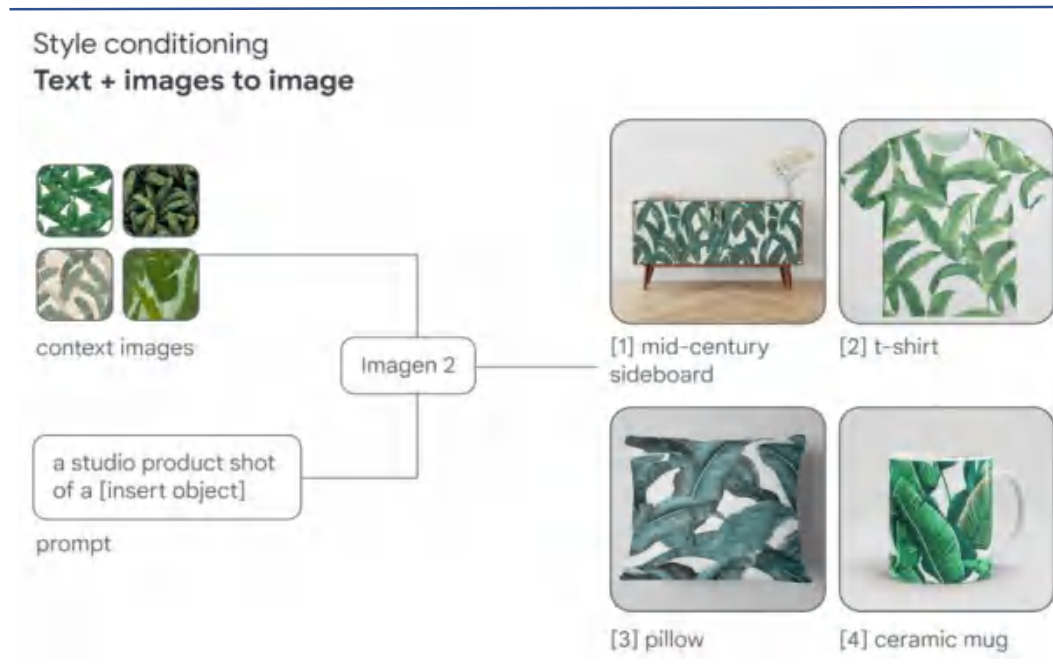 Style conditioning
Text + images to image
context images
Imagen 2
a studio product shot
of a [insert object]
prompt
[1] mid-century
sideboard
[2] t-shirt
[3] pillow
[4] ceramic mug